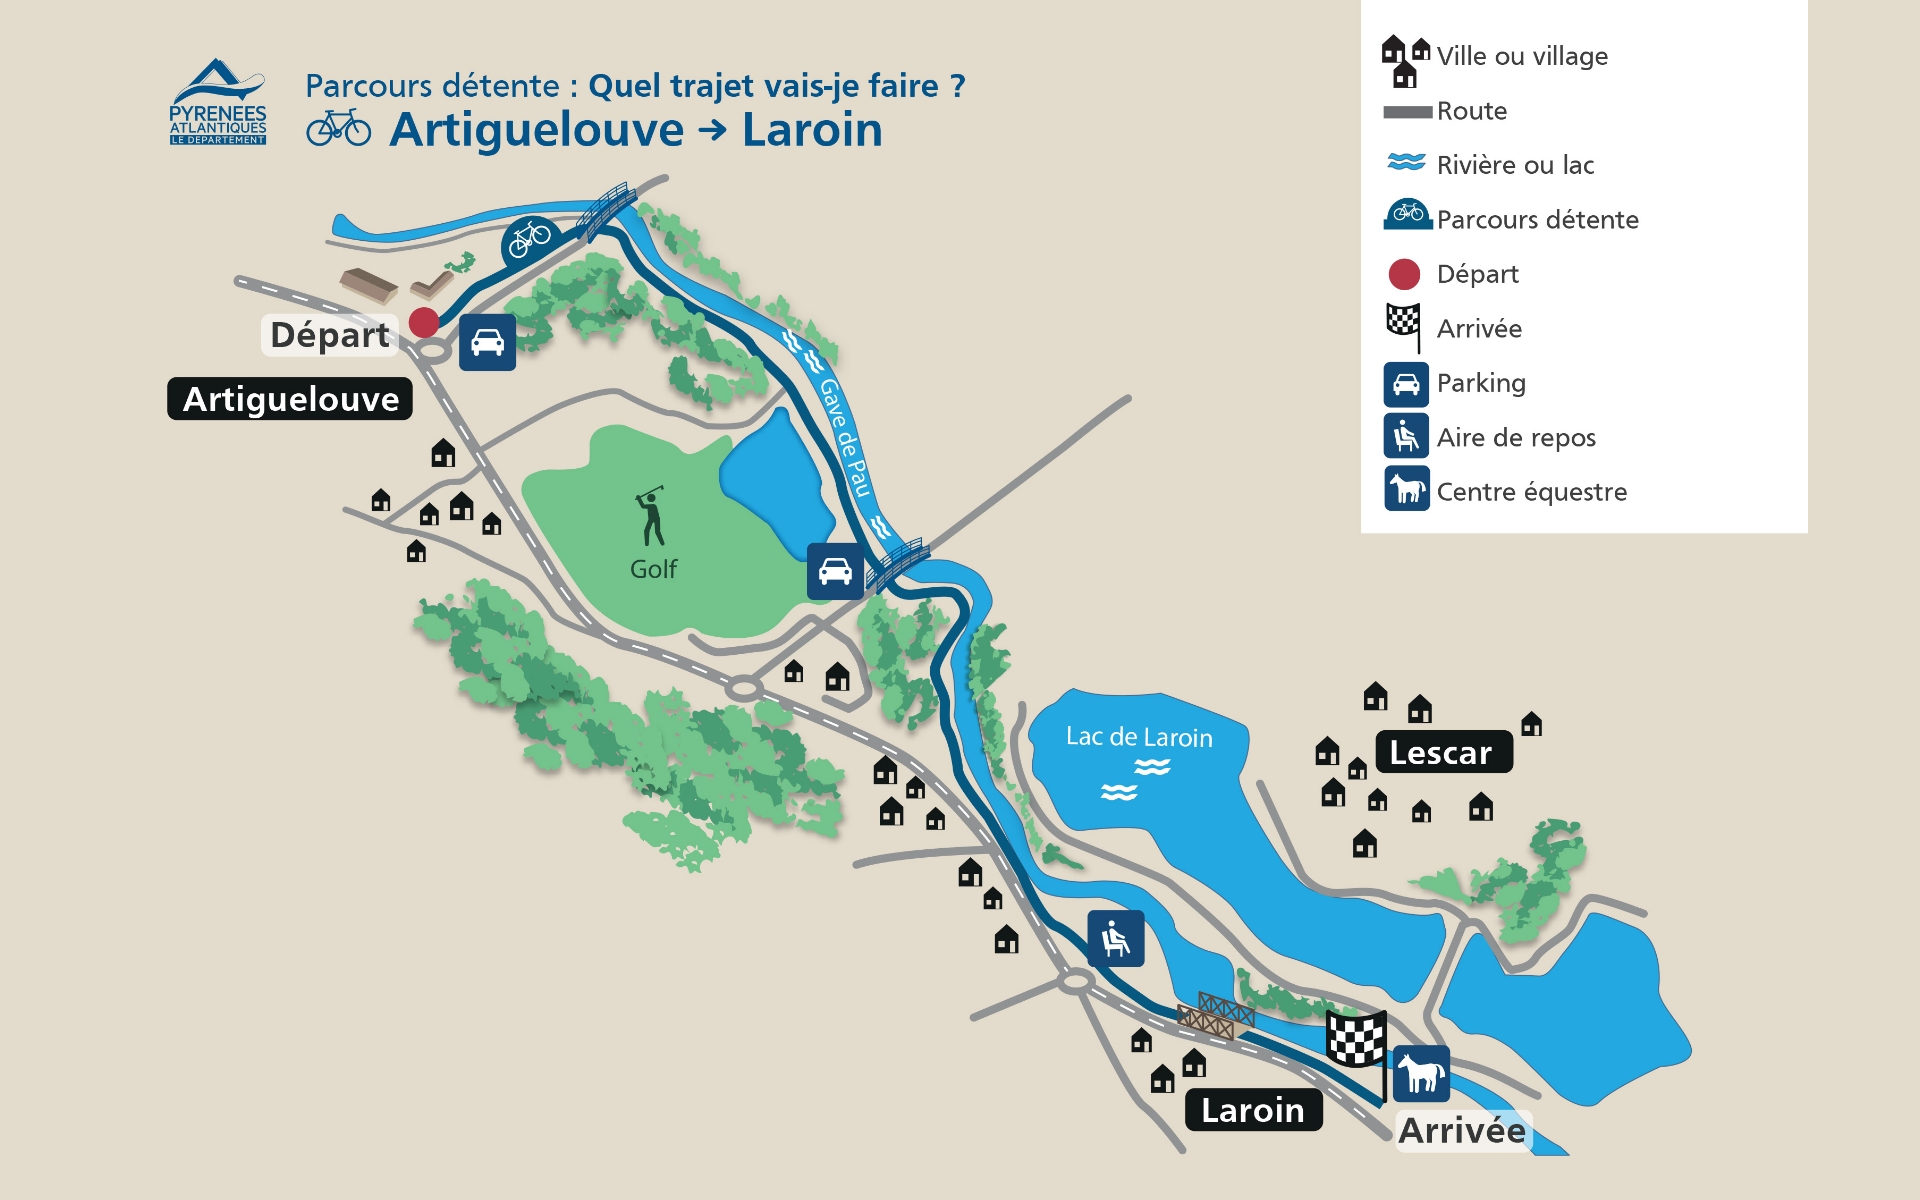 PYRENEES
ATLANTIQUES
LE DEPARTEMENT
Parcours détente : Quel trajet vais-je faire ?
Artiguelouve → Laroin
Ville ou village
Route
Rivière ou lac
Parcours détente
Départ
Arrivée
Parking
Aire de repos
Centre équestre
Départ
Artiguelouve
Gave de Pau
Golf
Lac de Laroin
Lescar
Laroin
Arrivée